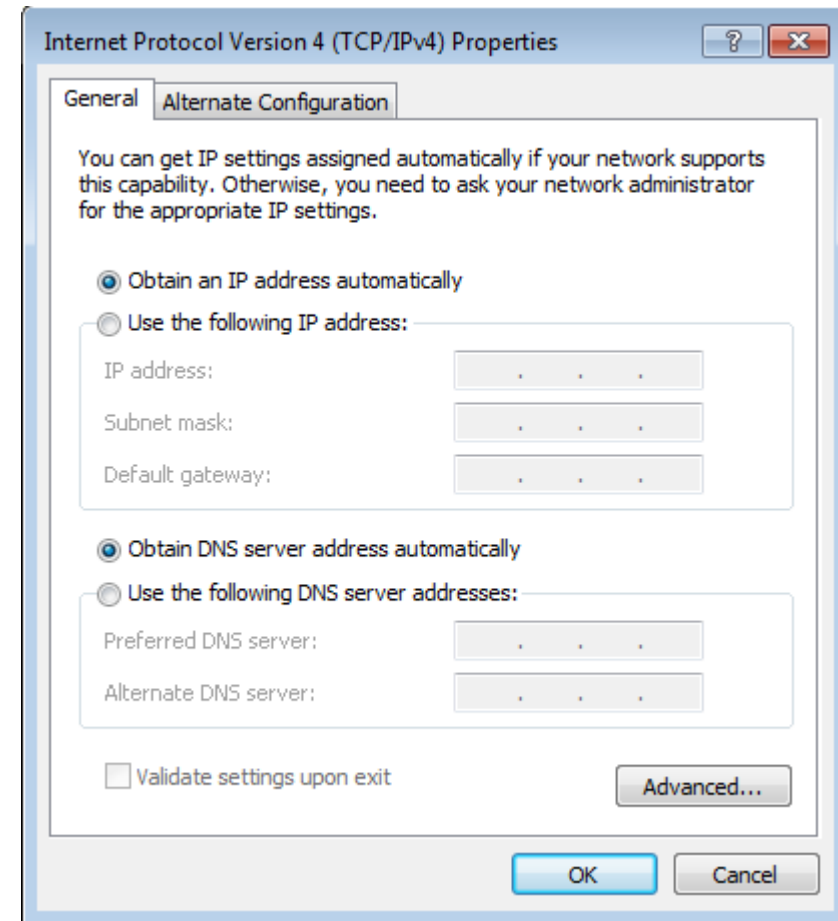 Internet Protocol Version 4 (TCP/IPv4) Properties
General
Alternate Configuration
You can get IP settings assigned automatically if your network supports
this capability. Otherwise, you need to ask your network administrator
for the appropriate IP settings.
Obtain an IP address automatically
Use the following IP address:
IP address:
Subnet mask:
Default gateway:
Obtain DNS server address automatically
Use the following DNS server addresses:
Preferred DNS server:
Alternate DNS server:
Validate settings upon exit
Advanced...
OK
Cancel